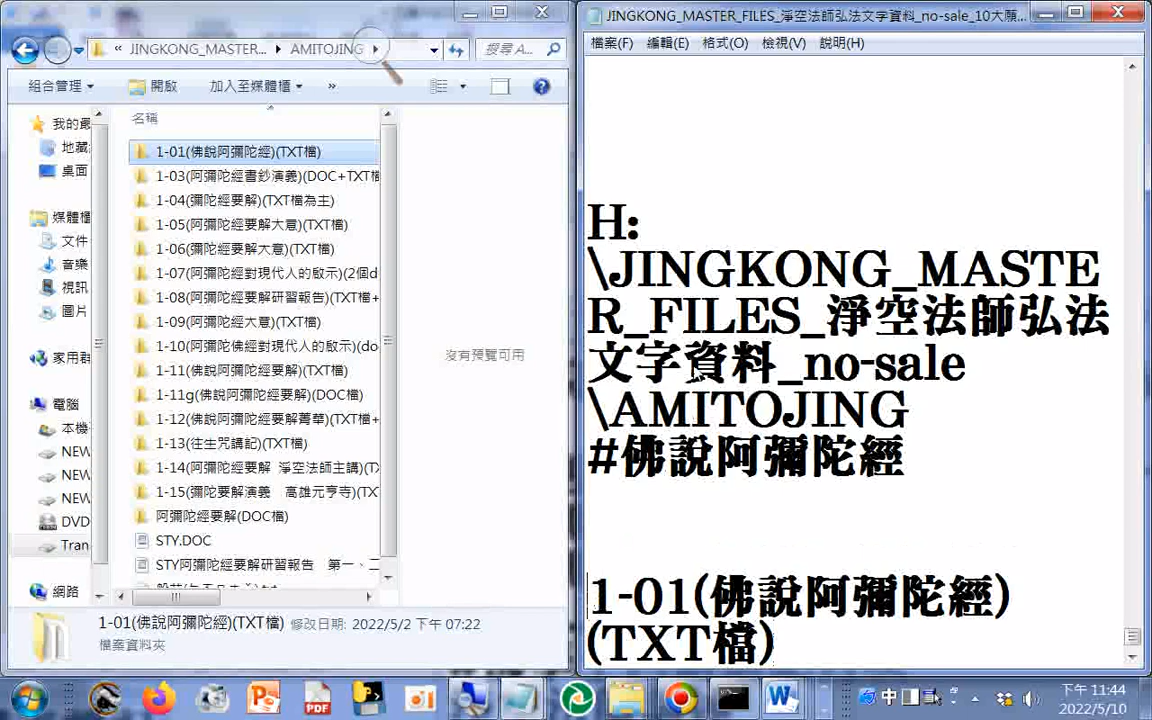 « JINGKONG_MASTER... ▸ AMITOJING ▸
搜尋 A...
組合管理 ▾ 開啟 加入至媒體櫃 ▾ »
名稱
我的最
桌面
媒體櫃
文件
音樂
視訊
圖片
家用群
電腦
本機
NEW
NEW
NEW
DVD
Tran
網路
1-01(佛說阿彌陀經)(TXT檔)
1-03(阿彌陀經書鈔演義)(DOC+TXT檔
1-04(彌陀經要解)(TXT檔為主)
1-05(阿彌陀經要解大意)(TXT檔)
1-06(彌陀經要解大意)(TXT檔)
1-07(阿彌陀經對現代人的啟示)(2個d
1-08(阿彌陀經要解研習報告)(TXT+
1-09(阿彌陀經大意)(TXT檔)
1-10(阿彌陀佛經對現代人的啟示)(do
1-11(佛說阿彌陀經要解)(TXT檔)
1-11g(佛說阿彌陀經要解)(DOC檔)
1-12(佛說阿彌陀經要解菁華)(TXT檔+
1-13(往生咒講記)(TXT檔)
1-14(阿彌陀經要解 淨空法師主講)(TX
1-15(彌陀要解演義 高雄元亨寺)(TX
阿彌陀經要解(DOC檔)
STY.DOC
STY阿彌陀經要解研習報告 第一、二
沒有預覽可用
1-01(佛說阿彌陀經)(TXT檔) 修改日期: 2022/5/2 下午 07:22
檔案資料夾
JINGKONG_MASTER_FILES_淨空法師弘法文字資料_no-sale_10大願...
檔案(F) 編輯(E) 格式(O) 檢視(V) 說明(H)
H:
\JINGKONG_MASTE
R_FILES_淨空法師弘法
文字資料_no-sale
\AMITOJING
#佛說阿彌陀經
1-01(佛說阿彌陀經)
(TXT檔)
中
下午 11:44
2022/5/10